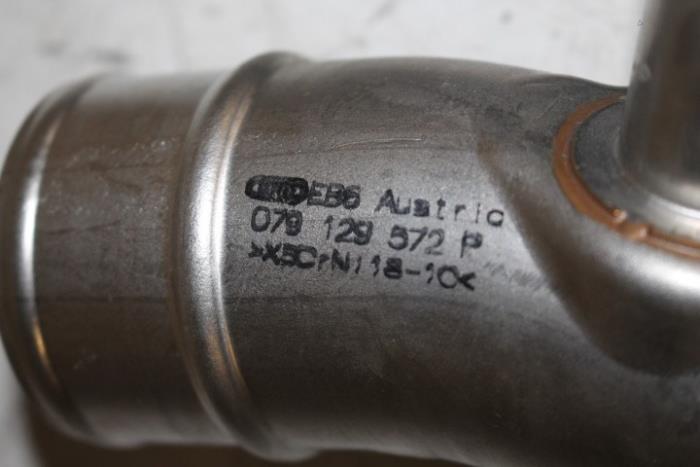 EB6 Austria
079 129 572 P
>X5CrNi18-10<